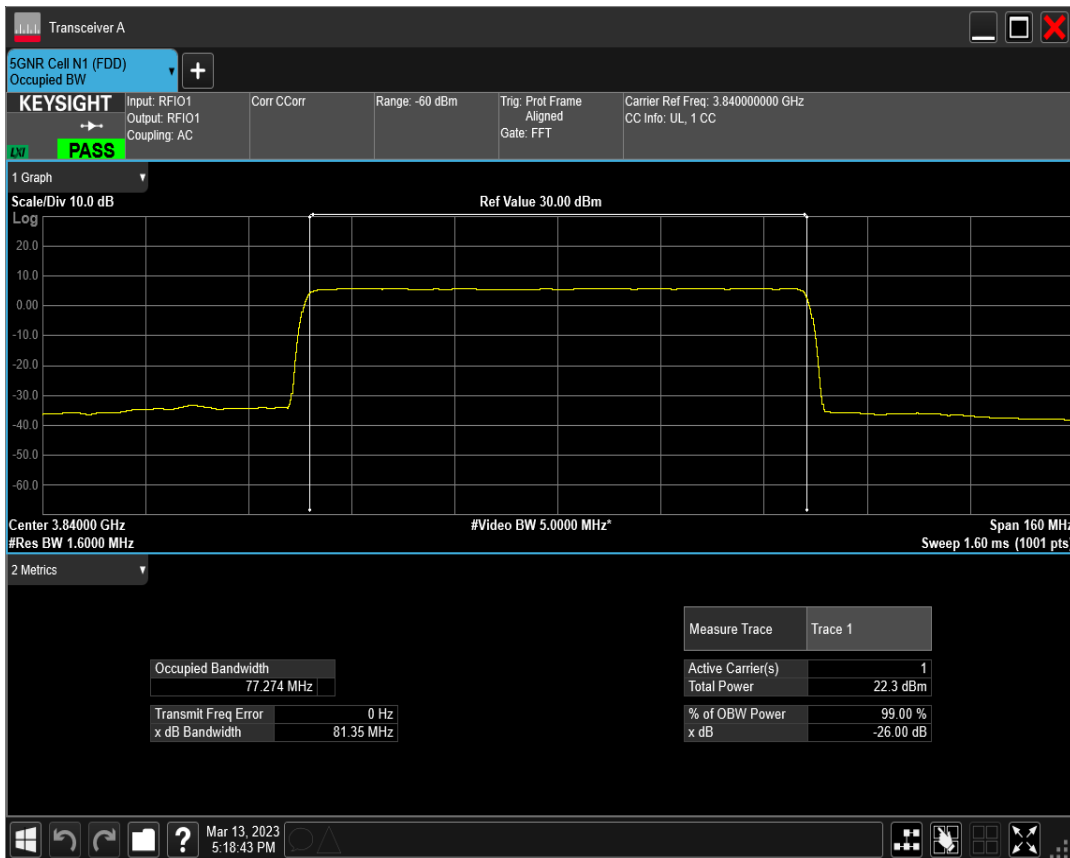 Transceiver A
5GNR Cell N1 (FDD)
Occupied BW
+
KEYSIGHT
LXI
PASS
Input: RFIO1
Output: RFIO1
Coupling: AC
Corr CCorr
Range: -60 dBm
Trig: Prot Frame
Aligned
Gate: FFT
Carrier Ref Freq: 3.840000000 GHz
CC Info: UL, 1 CC
1 Graph
Scale/Div 10.0 dB
Ref Value 30.00 dBm
Log
20.0
10.0
0.00
-10.0
-20.0
-30.0
-40.0
-50.0
-60.0
Center 3.84000 GHz
#Video BW 5.0000 MHz*
Span 160 MHz
#Res BW 1.6000 MHz
Sweep 1.60 ms (1001 pts)
2 Metrics
Measure Trace Trace 1
Occupied Bandwidth
77.274 MHz
Active Carrier(s) 1
Total Power 22.3 dBm
Transmit Freq Error 0 Hz
x dB Bandwidth 81.35 MHz
% of OBW Power 99.00 %
x dB -26.00 dB
?
Mar 13, 2023
5:18:43 PM